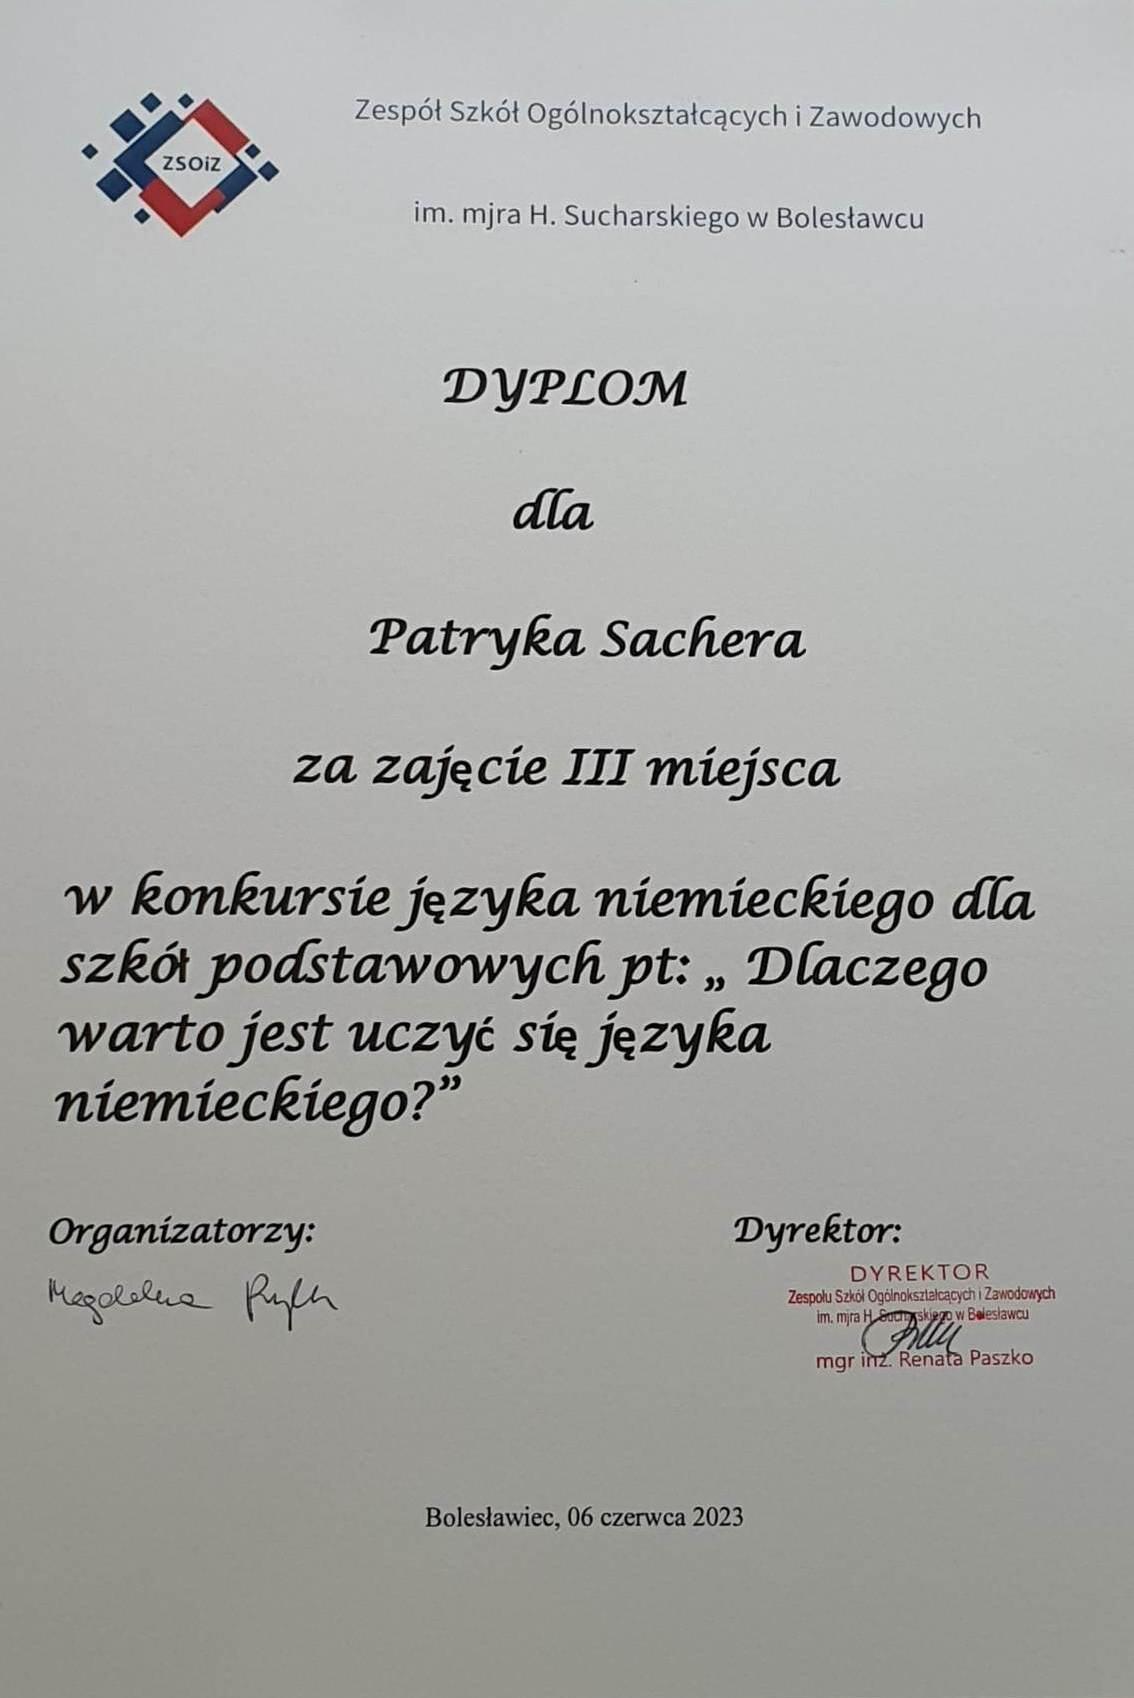 ZSOiZ
Zespół Szkół Ogólnokształcących i Zawodowych
im. mjra H. Sucharskiego w Bolesławcu
DYPLOM
dla
Patryka Sachera
za zajęcie III miejsca
w konkursie języka niemieckiego dla
szkół podstawowych pt: „ Dlaczego
warto jest uczyć się języka
niemieckiego?”
Organizatorzy:
Magdalena
Dyrektor:
DYREKTOR
Zespołu Szkół Ogólnokształcących i Zawodowych
im. mjra H. Sucharskiego w Bolesławcu
mgr inż. Renata Paszko
Bolesławiec, 06 czerwca 2023